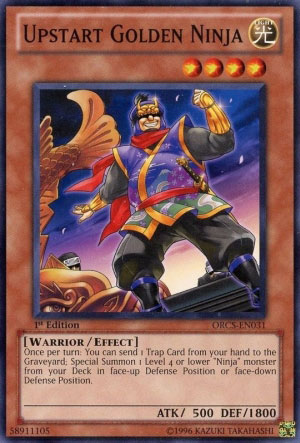 UPSTART GOLDEN NINJA
LIGHT
光
1st Edition
ORCS-EN031
[WARRIOR/EFFECT]
Once per turn: You can send 1 Trap Card from your hand to the
Graveyard; Special Summon 1 Level 4 or lower "Ninja" monster
from your Deck in face-up Defense Position or face-down
Defense Position.
ATK/ 500 DEF/1800
58911105
©1996 KAZUKI TAKAHASHI